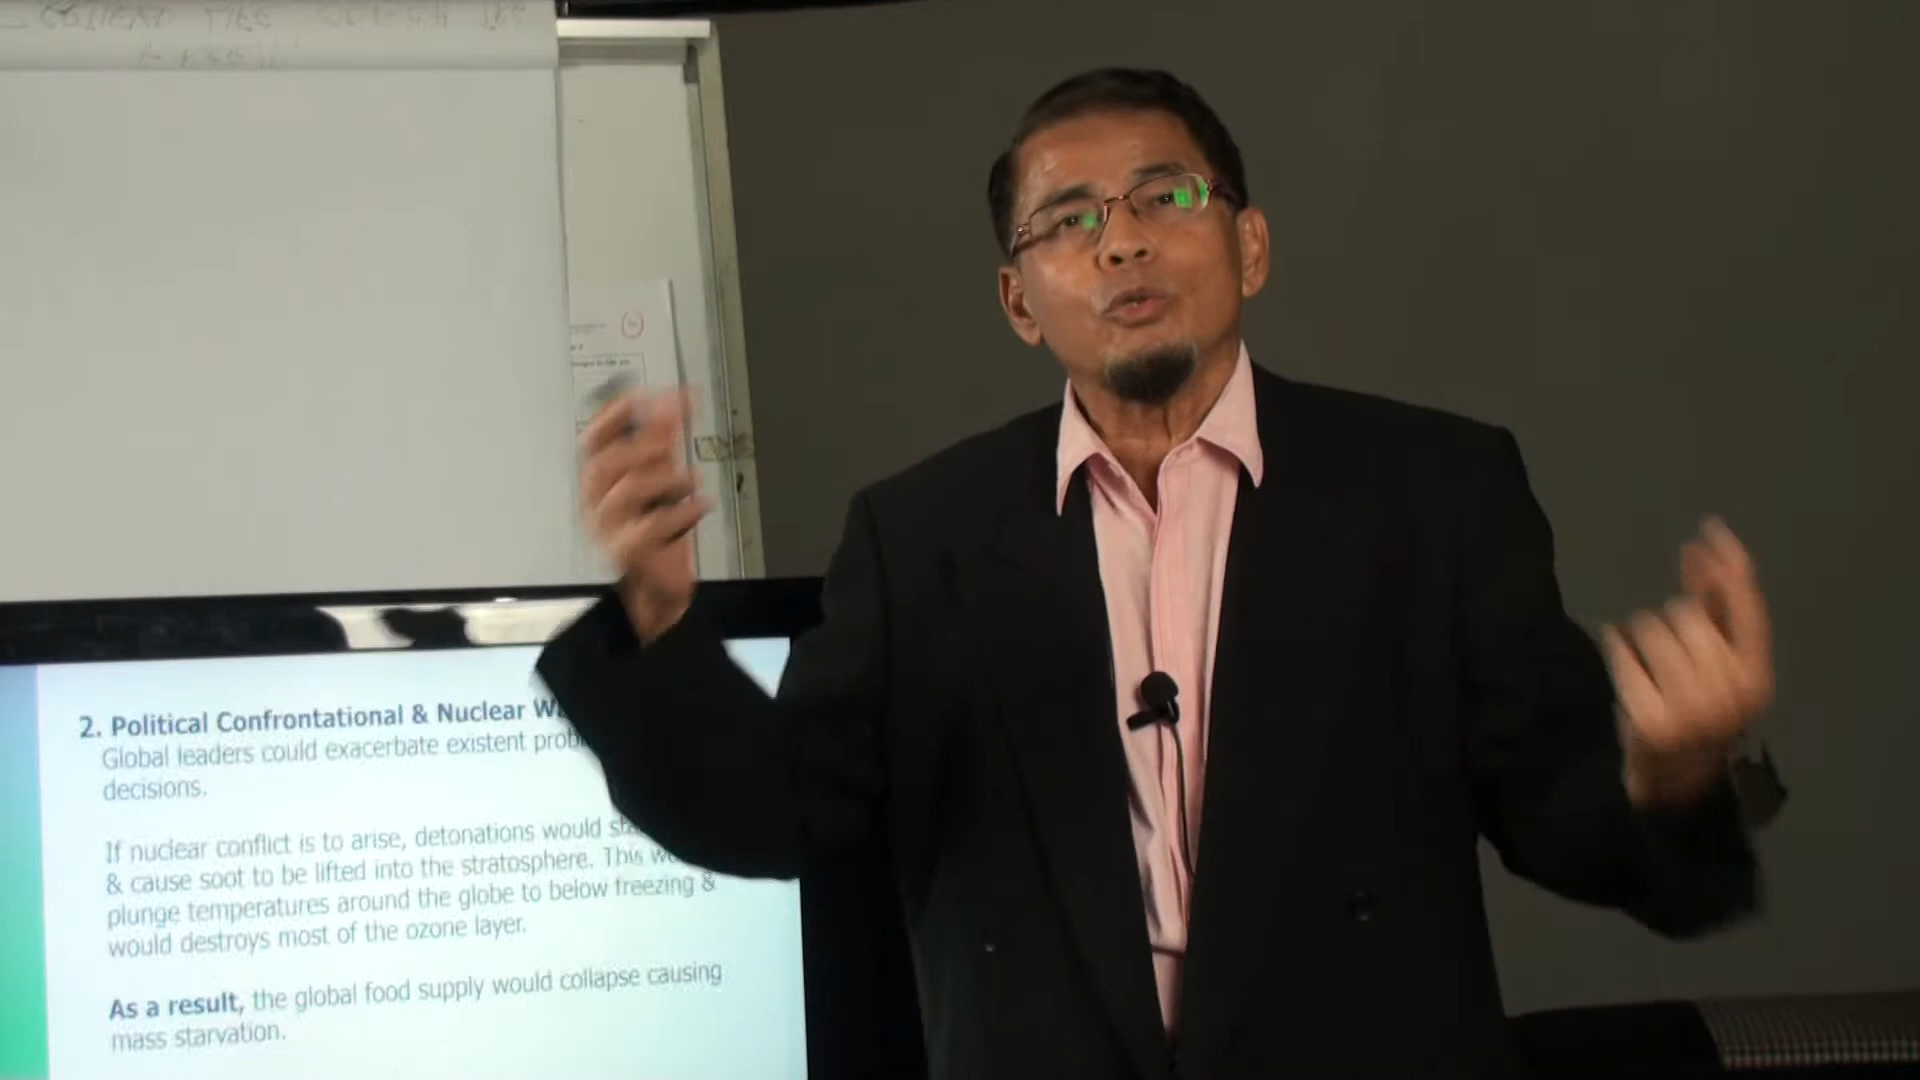 2. Political Confrontational & Nuclear
Global leaders could exacerbate existent
decisions.
If nuclear conflict is to arise, detonations would
& cause soot to be lifted into the stratosphere. This
plunge temperatures around the globe to below freezing &
would destroys most of the ozone layer.
As a result, the global food supply would collapse causing
mass starvation.